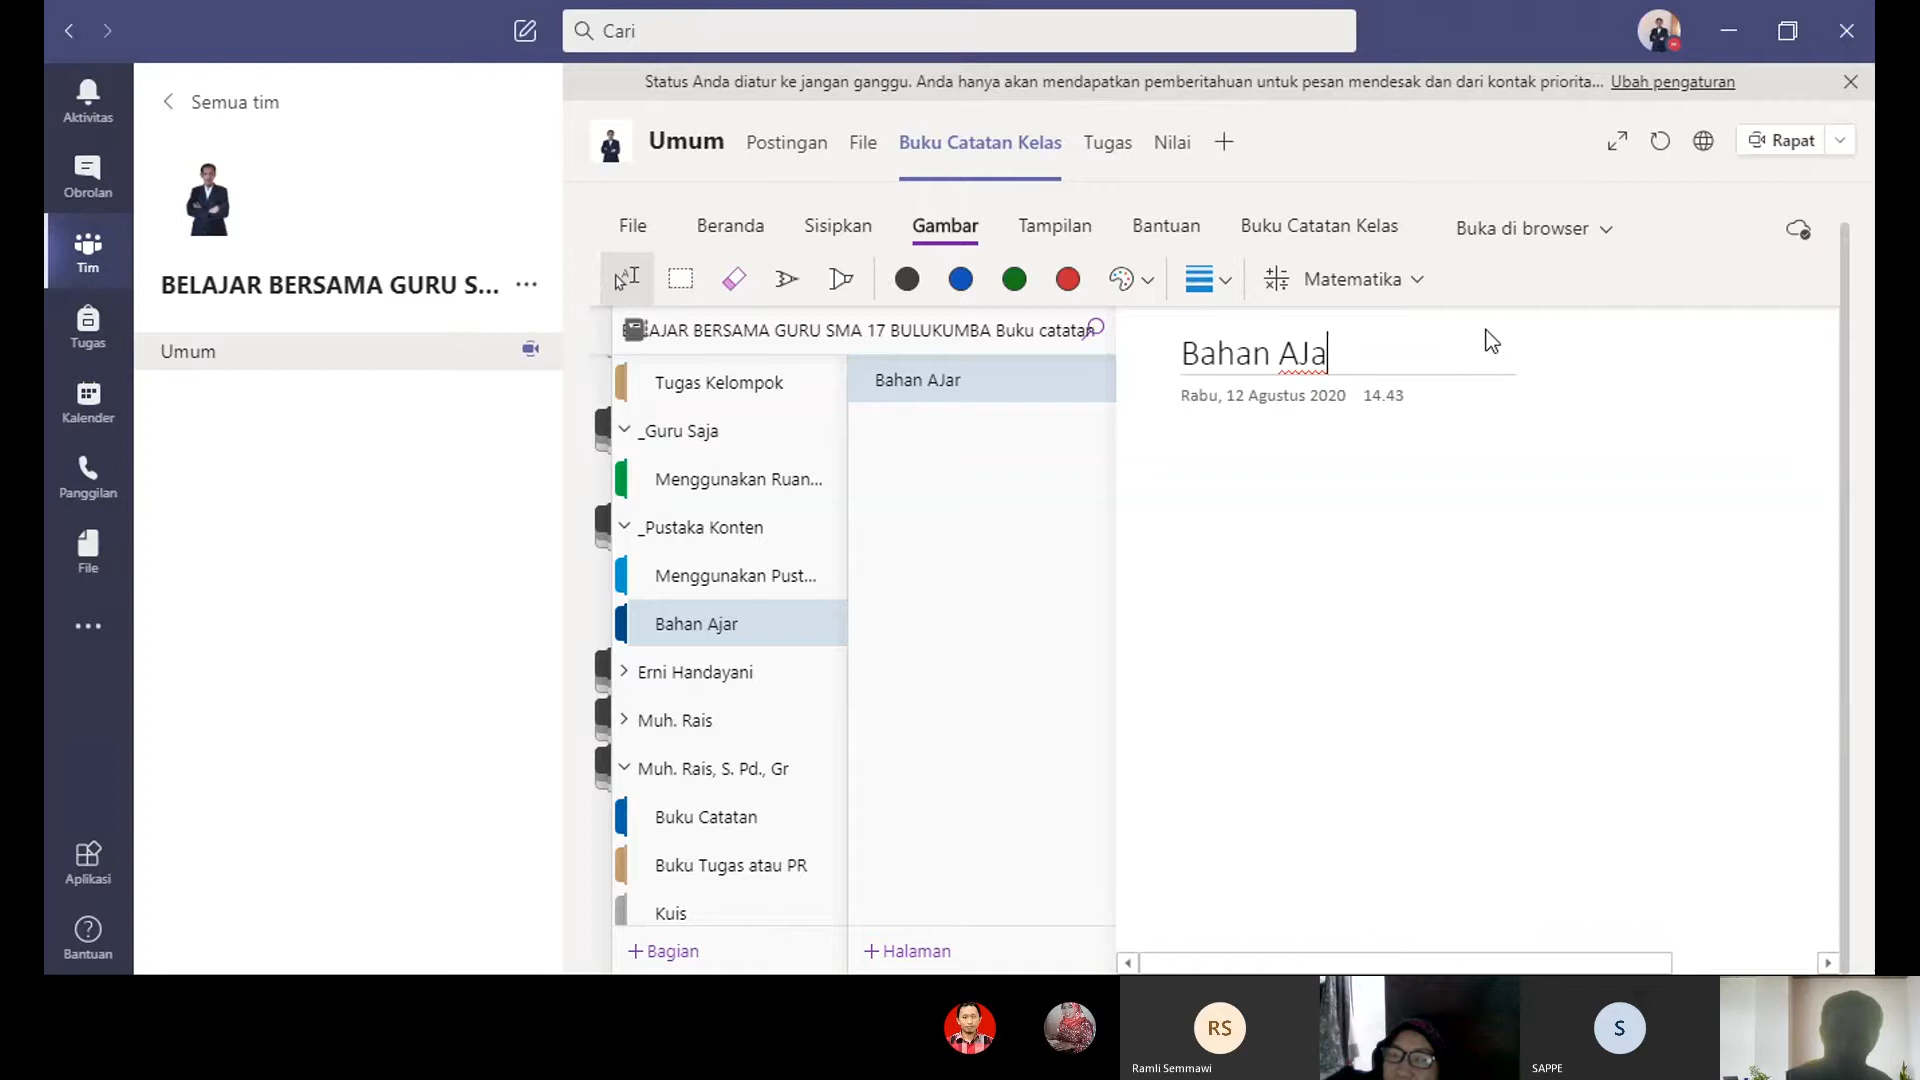 Cari
Status Anda diatur ke jangan ganggu. Anda hanya akan mendapatkan pemberitahuan untuk pesan mendesak dan dari kontak priorita... Ubah pengaturan
Aktivitas
Obrolan
Tim
Tugas
Kalender
Panggilan
File
Aplikasi
Bantuan
Semua tim
BELAJAR BERSAMA GURU S... ...
Umum
Umum Postingan File Buku Catatan Kelas Tugas Nilai
Rapat
File Beranda Sisipkan Gambar Tampilan Bantuan Buku Catatan Kelas Buka di browser
Matematika
BELAJAR BERSAMA GURU SMA 17 BULUKUMBA Buku catatan
Tugas Kelompok
_Guru Saja
Menggunakan Ruan...
_Pustaka Konten
Menggunakan Pust...
Bahan Ajar
Erni Handayani
Muh. Rais
Muh. Rais, S. Pd., Gr
Buku Catatan
Buku Tugas atau PR
Kuis
+ Bagian
Bahan AJar
+ Halaman
Bahan AJa
Rabu, 12 Agustus 2020 14.43
RS
Ramli Semmawi
S
SAPPE